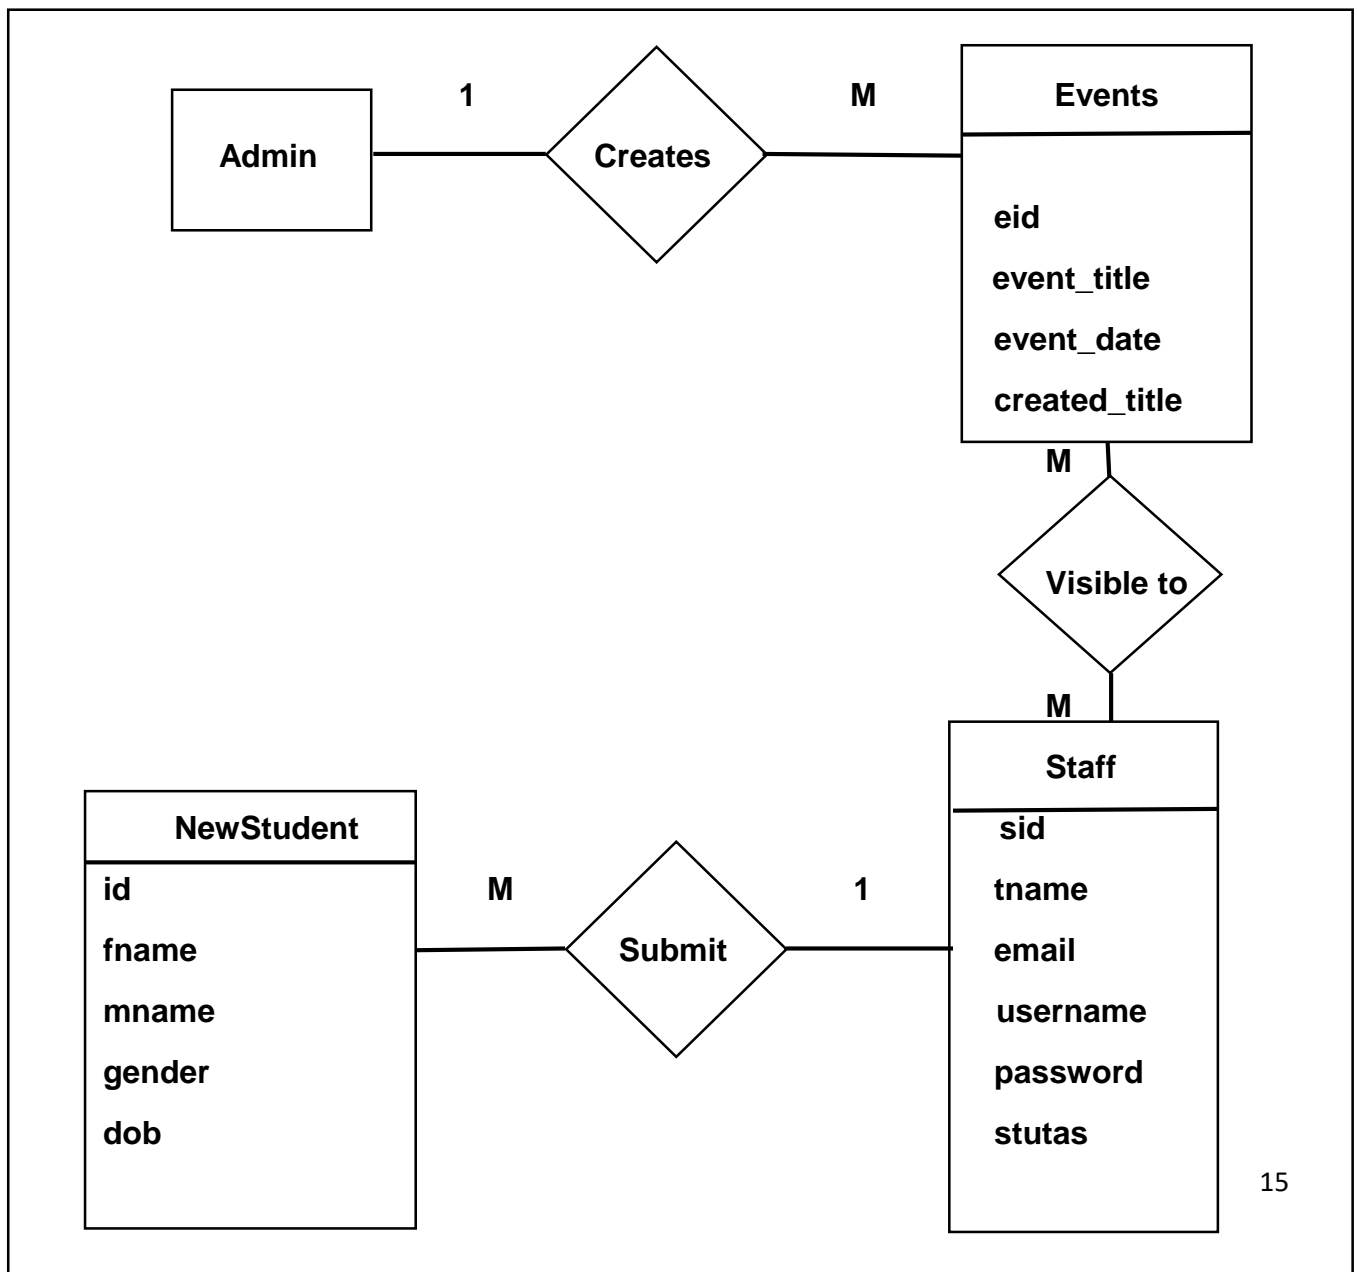 1
M
Events
Admin
Creates
eid
event_title
event_date
created_title
M
Visible to
M
Staff
sid
tname
email
username
password
stutas
NewStudent
id
fname
mname
gender
dob
M
Submit
1
15